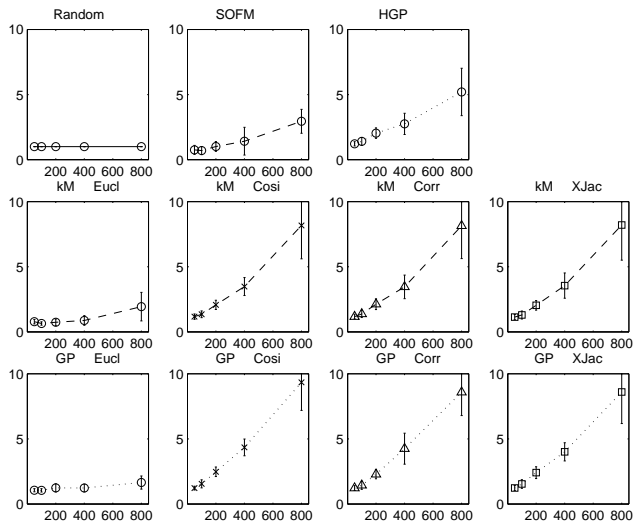 Random SOFM HGP
10 10 10
5 5 5
0 0 0
200 400 600 800 200 400 600 800 200 400 600 800
kM Eucl kM Cosi kM Corr kM XJac
10 10 10 10
5 5 5 5
0 0 0 0
200 400 600 800 200 400 600 800 200 400 600 800 200 400 600 800
GP Eucl GP Cosi GP Corr GP XJac
10 10 10 10
5 5 5 5
0 0 0 0
200 400 600 800 200 400 600 800 200 400 600 800 200 400 600 800